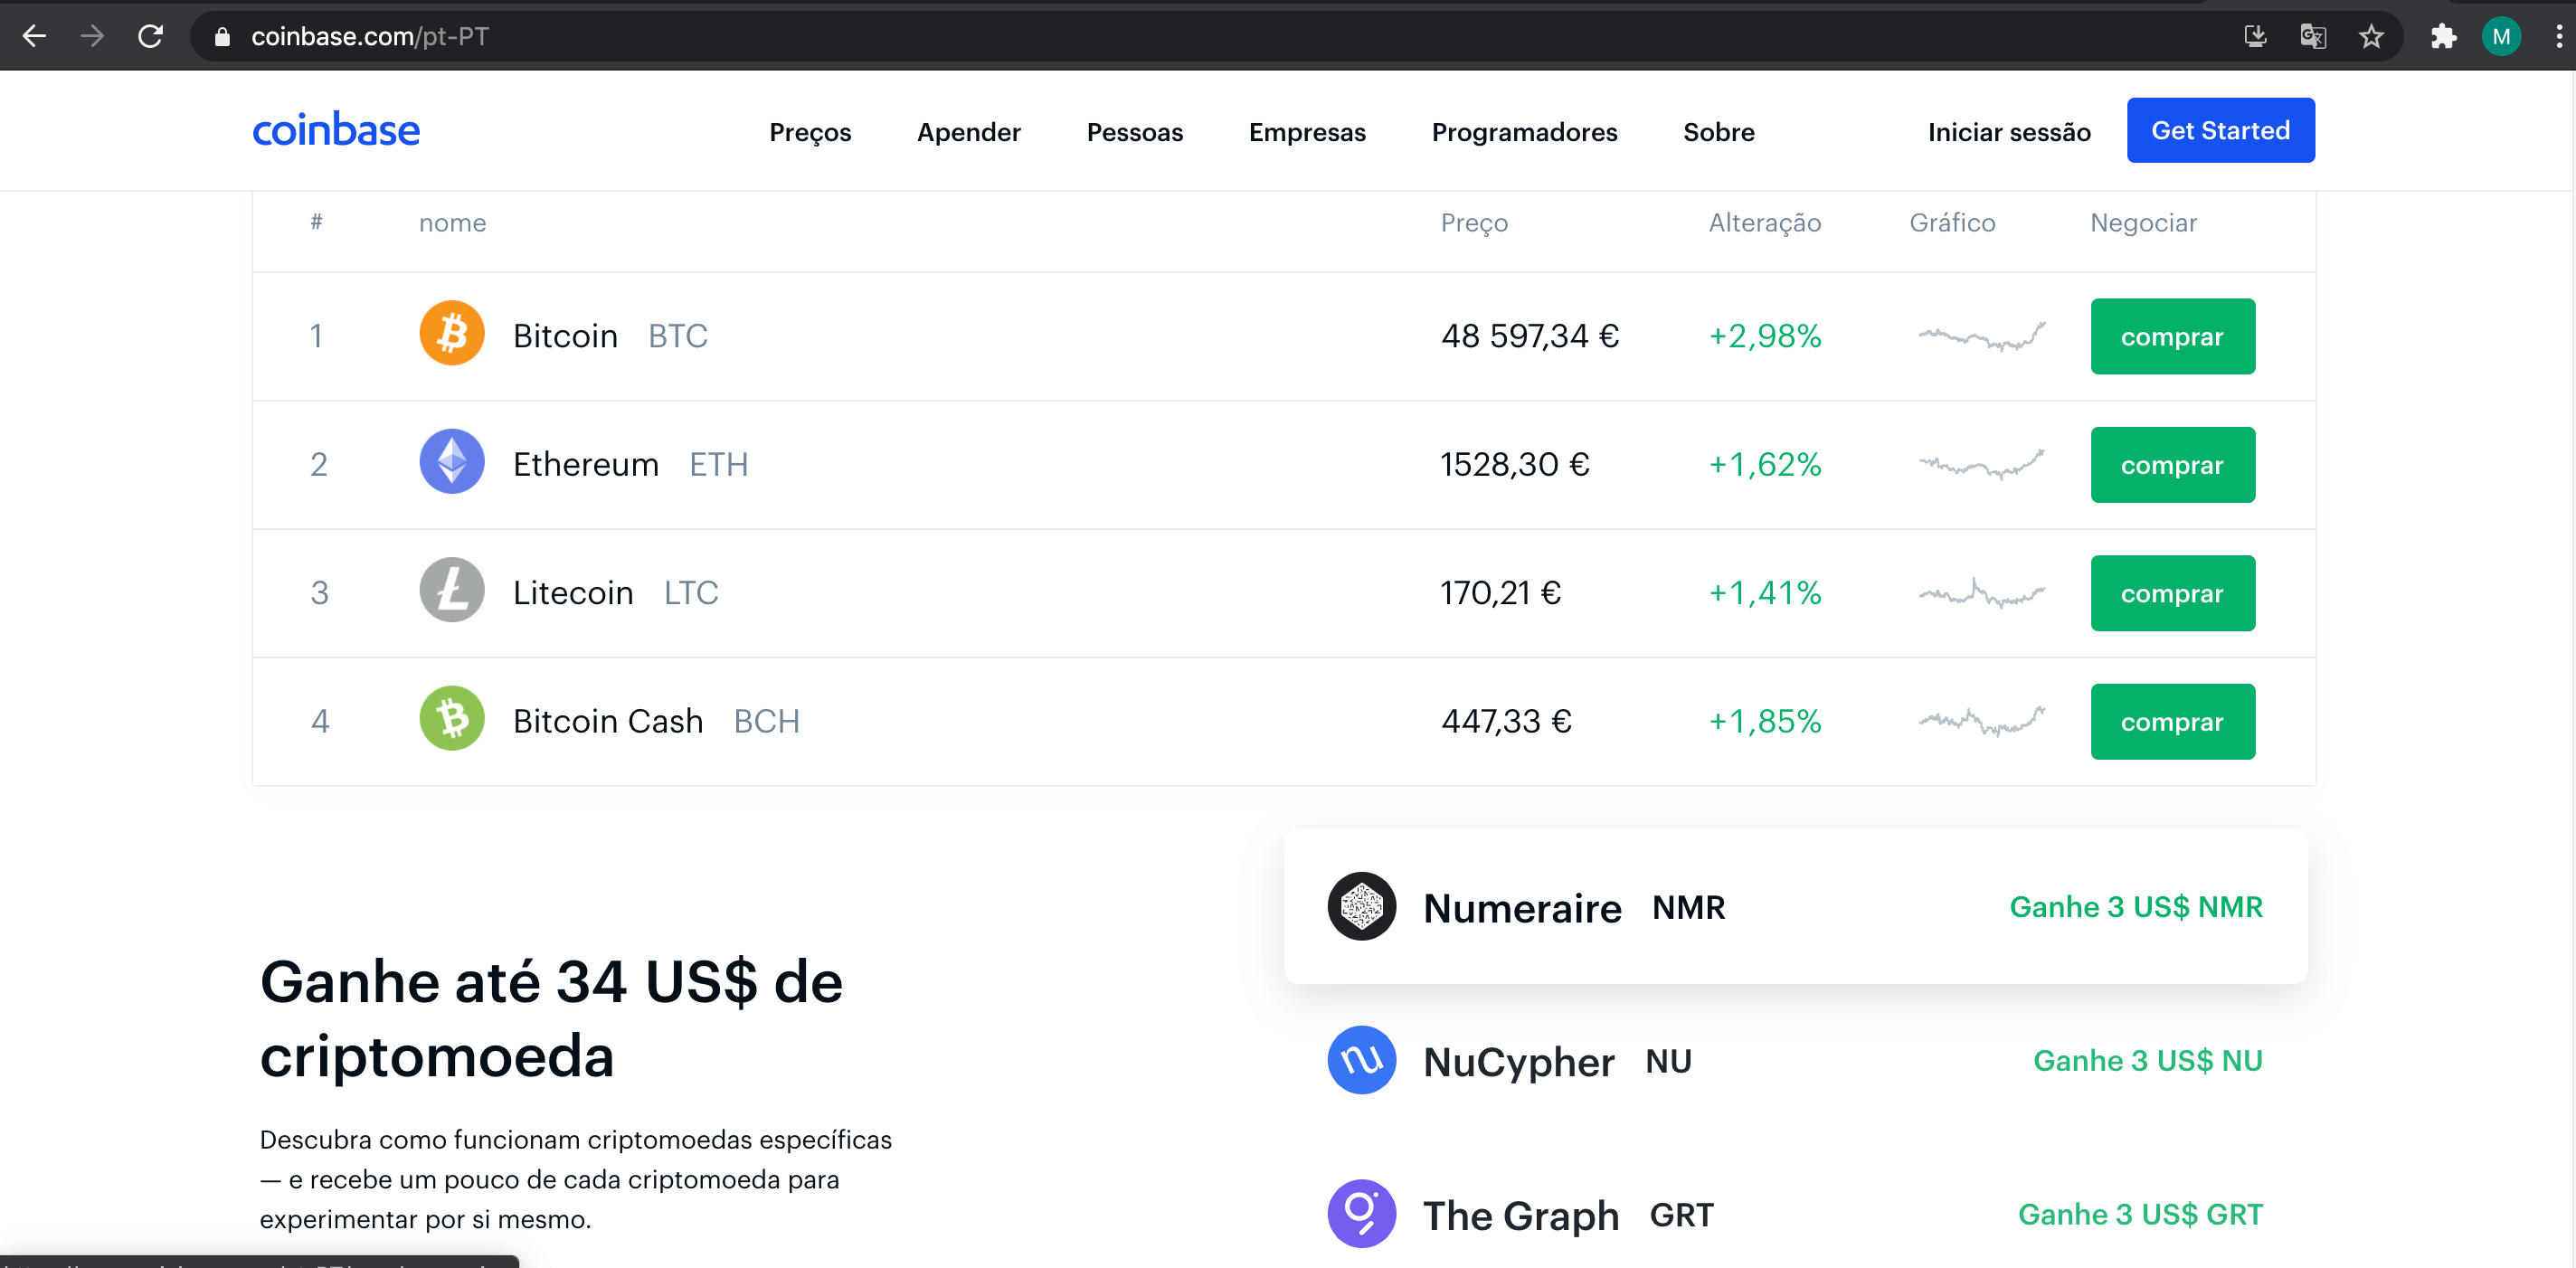 coinbase.com/pt-PT
M
coinbase Preços Apender Pessoas Empresas Programadores Sobre Iniciar sessão Get Started
# nome Preço Alteração Gráfico Negociar
1 Bitcoin BTC 48 597,34 € +2,98% comprar
2 Ethereum ETH 1528,30 € +1,62% comprar
3 Litecoin LTC 170,21 € +1,41% comprar
4 Bitcoin Cash BCH 447,33 € +1,85% comprar
Ganhe até 34 US$ de
criptomoeda
Descubra como funcionam criptomoedas específicas
— e recebe um pouco de cada criptomoeda para
experimentar por si mesmo.
Numeraire NMR Ganhe 3 US$ NMR
NuCypher NU Ganhe 3 US$ NU
The Graph GRT Ganhe 3 US$ GRT